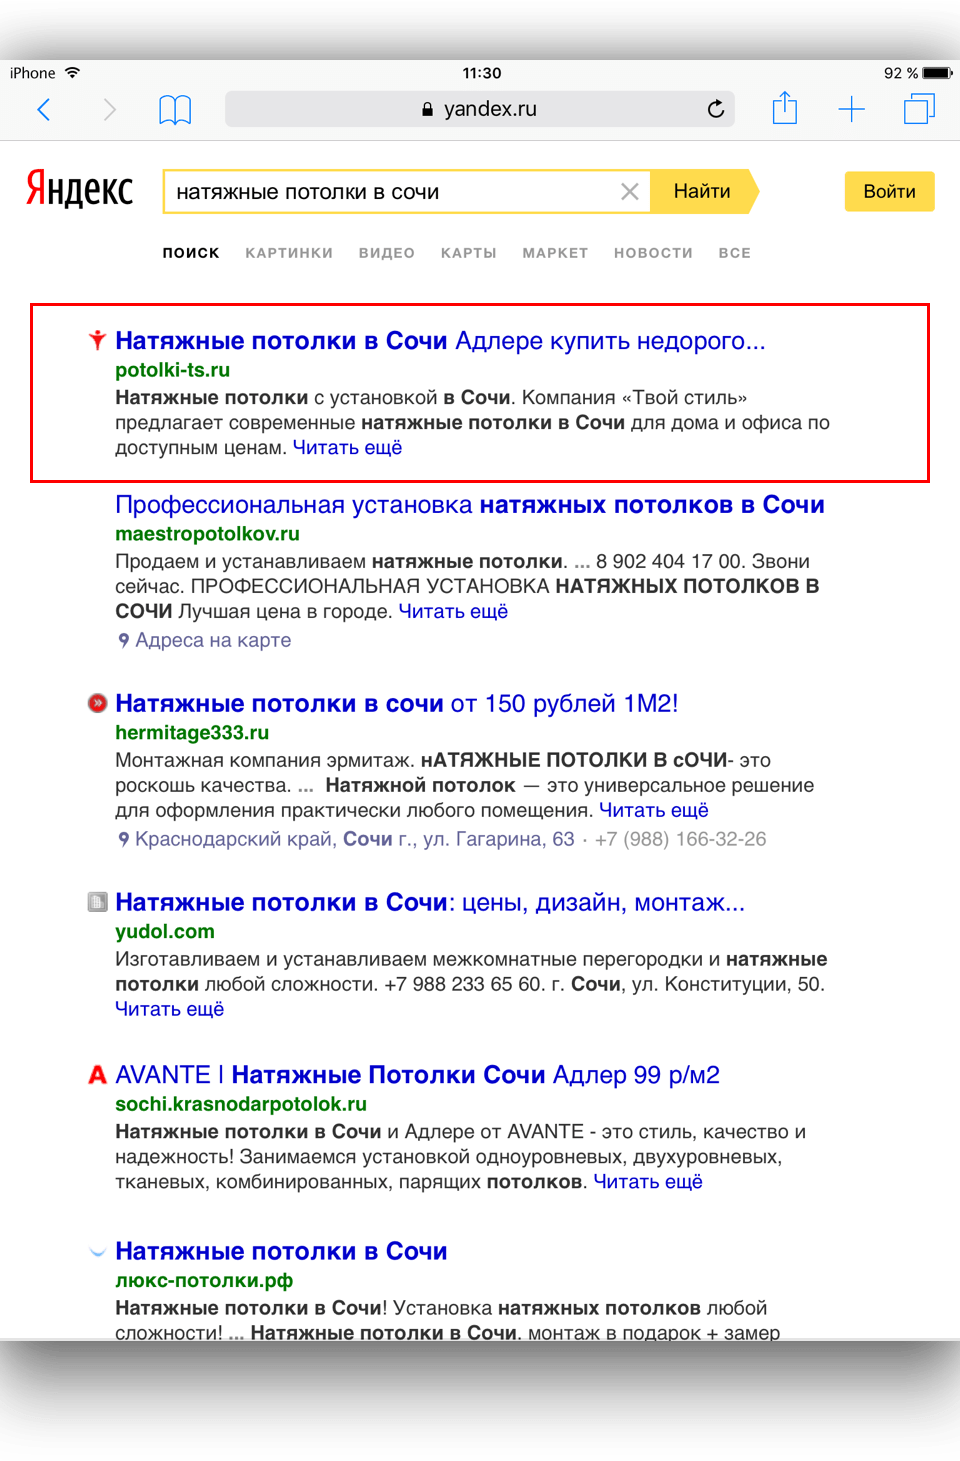 iPhone 11:30 92 %
yandex.ru
Яндекс натяжные потолки в сочи Найти Войти
ПОИСК КАРТИНКИ ВИДЕО КАРТЫ МАРКЕТ НОВОСТИ ВСЕ
Натяжные потолки в Сочи Адлере купить недорого...
potolki-ts.ru
Натяжные потолки с установкой в Сочи. Компания «Твой стиль»
предлагает современные натяжные потолки в Сочи для дома и офиса по
доступным ценам. Читать ещё
Профессиональная установка натяжных потолков в Сочи
maestropotolkov.ru
Продаем и устанавливаем натяжные потолки. ... 8 902 404 17 00. Звони
сейчас. ПРОФЕССИОНАЛЬНАЯ УСТАНОВКА НАТЯЖНЫХ ПОТОЛКОВ В
СОЧИ Лучшая цена в городе. Читать ещё
Адреса на карте
Натяжные потолки в сочи от 150 рублей 1М2!
hermitage333.ru
Монтажная компания эрмитаж. нАТЯЖНЫЕ ПОТОЛКИ В сОЧИ- это
роскошь качества. ... Натяжной потолок — это универсальное решение
для оформления практически любого помещения. Читать ещё
Краснодарский край, Сочи г., ул. Гагарина, 63 · +7 (988) 166-32-26
Натяжные потолки в Сочи: цены, дизайн, монтаж...
yudol.com
Изготавливаем и устанавливаем межкомнатные перегородки и натяжные
потолки любой сложности. +7 988 233 65 60. г. Сочи, ул. Конституции, 50.
Читать ещё
A AVANTE | Натяжные Потолки Сочи Адлер 99 р/м2
sochi.krasnodarpotolok.ru
Натяжные потолки в Сочи и Адлере от AVANTE - это стиль, качество и
надежность! Занимаемся установкой одноуровневых, двухуровневых,
тканевых, комбинированных, парящих потолков. Читать ещё
Натяжные потолки в Сочи
люкс-потолки.рф
Натяжные потолки в Сочи! Установка натяжных потолков любой
сложности! ... Натяжные потолки в Сочи. монтаж в подарок + замер